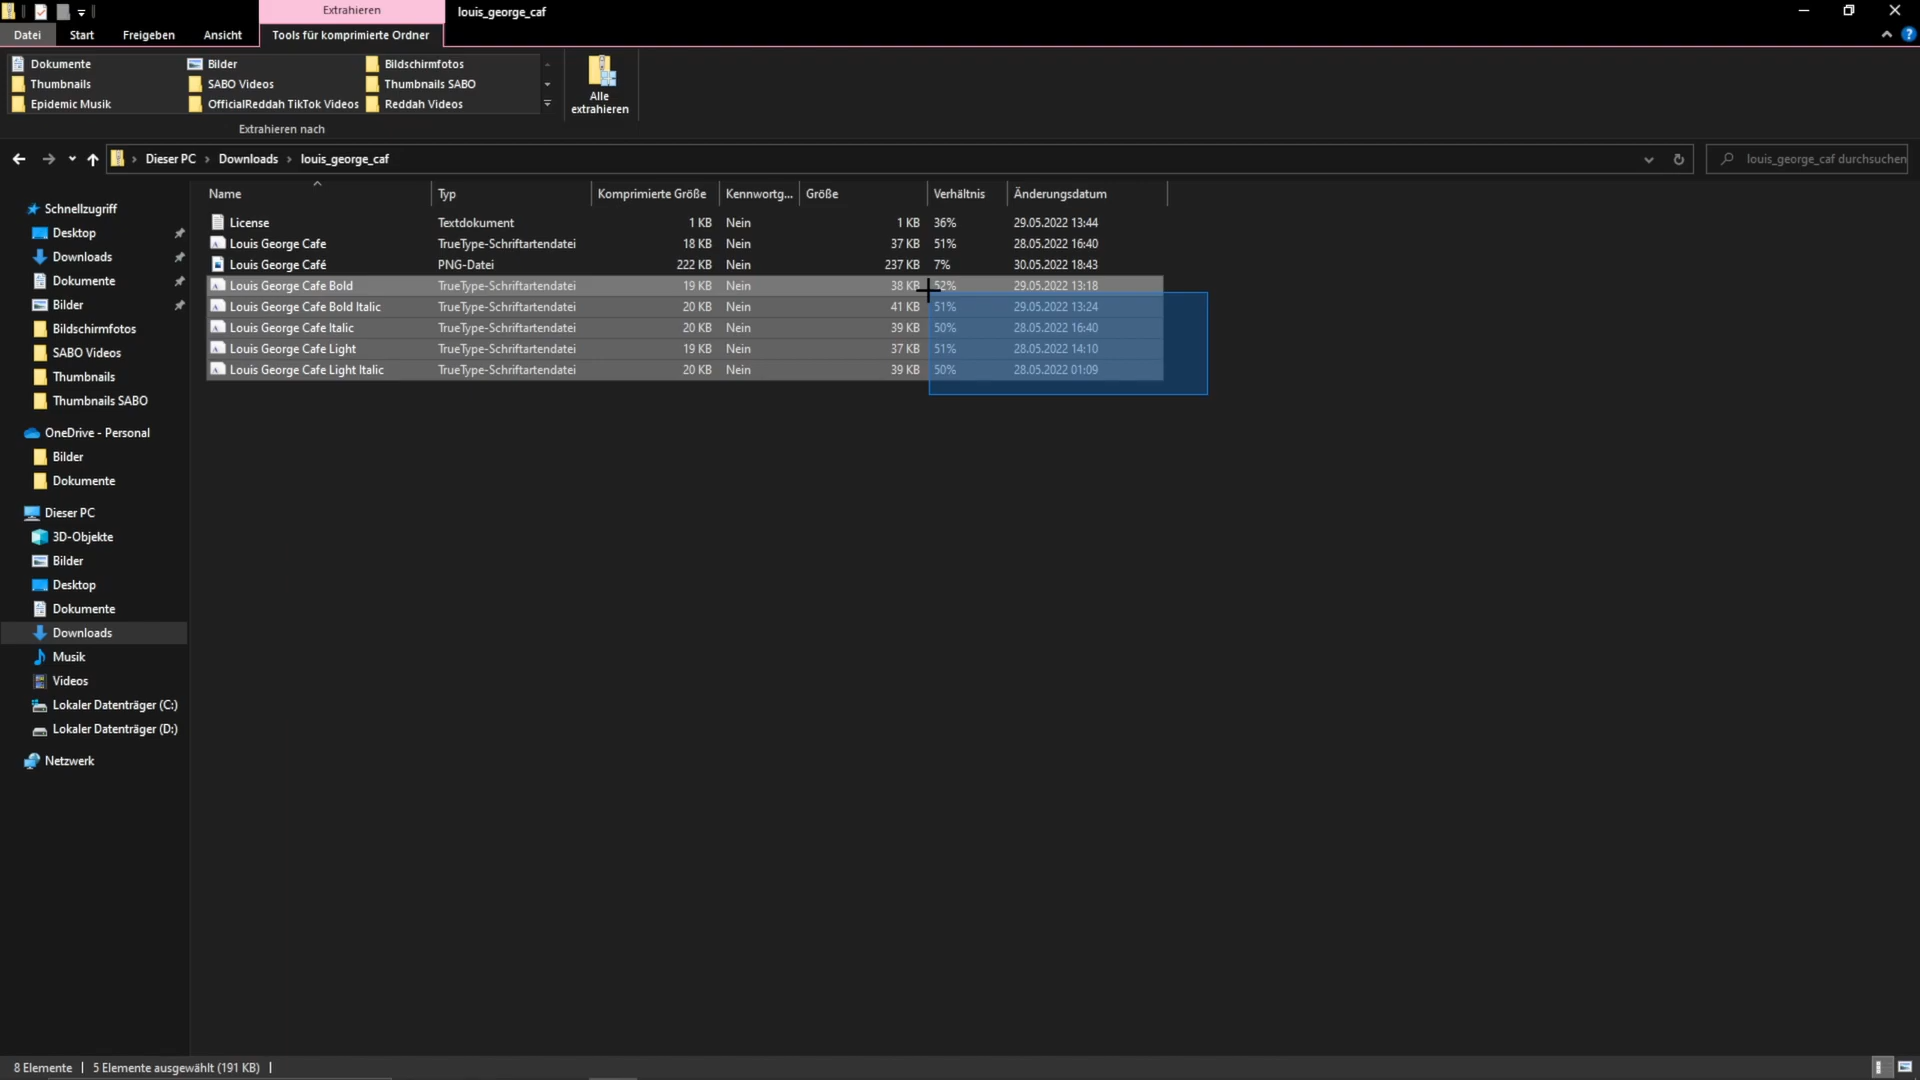 Extrahieren
louis_george_caf
Datei
Start
Freigeben
Ansicht
Tools für komprimierte Ordner
Dokumente
Bilder
Bildschirmfotos
Thumbnails
SABO Videos
Thumbnails SABO
Epidemic Musik
OfficialReddah TikTok Videos
Reddah Videos
Alle
extrahieren
Extrahieren nach
Dieser PC
Downloads
louis_george_caf
louis_george_caf durchsuchen
Name
Typ
Komprimierte Größe
Kennwortg...
Größe
Verhältnis
Änderungsdatum
License Textdokument 1 KB Nein 1 KB 36% 29.05.2022 13:44
Louis George Cafe TrueType-Schriftartendatei 18 KB Nein 37 KB 51% 28.05.2022 16:40
Louis George Café PNG-Datei 222 KB Nein 237 KB 7% 30.05.2022 18:43
Louis George Cafe Bold TrueType-Schriftartendatei 19 KB Nein 38 KB 52% 29.05.2022 13:18
Louis George Cafe Bold Italic TrueType-Schriftartendatei 20 KB Nein 41 KB 51% 29.05.2022 13:24
Louis George Cafe Italic TrueType-Schriftartendatei 20 KB Nein 39 KB 50% 28.05.2022 16:40
Louis George Cafe Light TrueType-Schriftartendatei 19 KB Nein 37 KB 51% 28.05.2022 14:10
Louis George Cafe Light Italic TrueType-Schriftartendatei 20 KB Nein 39 KB 50% 28.05.2022 01:09
Schnellzugriff
Desktop
Downloads
Dokumente
Bilder
Bildschirmfotos
SABO Videos
Thumbnails
Thumbnails SABO
OneDrive - Personal
Bilder
Dokumente
Dieser PC
3D-Objekte
Bilder
Desktop
Dokumente
Downloads
Musik
Videos
Lokaler Datenträger (C:)
Lokaler Datenträger (D:)
Netzwerk
8 Elemente
5 Elemente ausgewählt (191 KB)